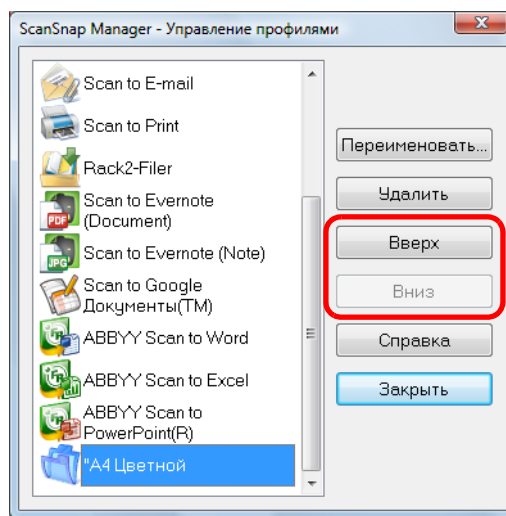 ScanSnap Manager - Управление профилями
Scan to E-mail
Scan to Print
Rack2-Filer
Scan to Evernote
(Document)
Scan to Evernote (Note)
Scan to Google
Документы(TM)
ABBYY Scan to Word
ABBYY Scan to Excel
ABBYY Scan to
PowerPoint(R)
"A4 Цветной
Переименовать...
Удалить
Вверх
Вниз
Справка
Закрыть
PDF
JPG